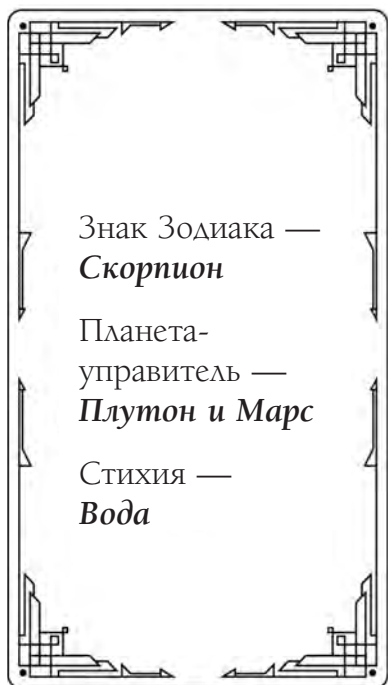 Знак Зодиака —
Скорпион
Планета-
управитель —
Плутон и Марс
Стихия —
Вода